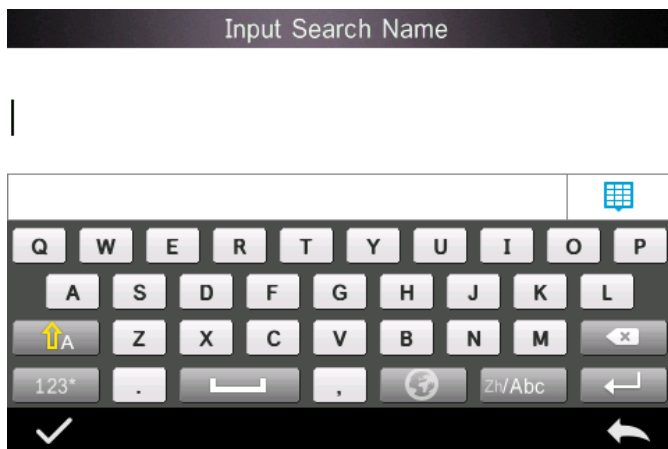 Input Search Name
Q W E R T Y U I O P
A S D F G H J K L
A Z X C V B N M
123* . , Zh/Abc